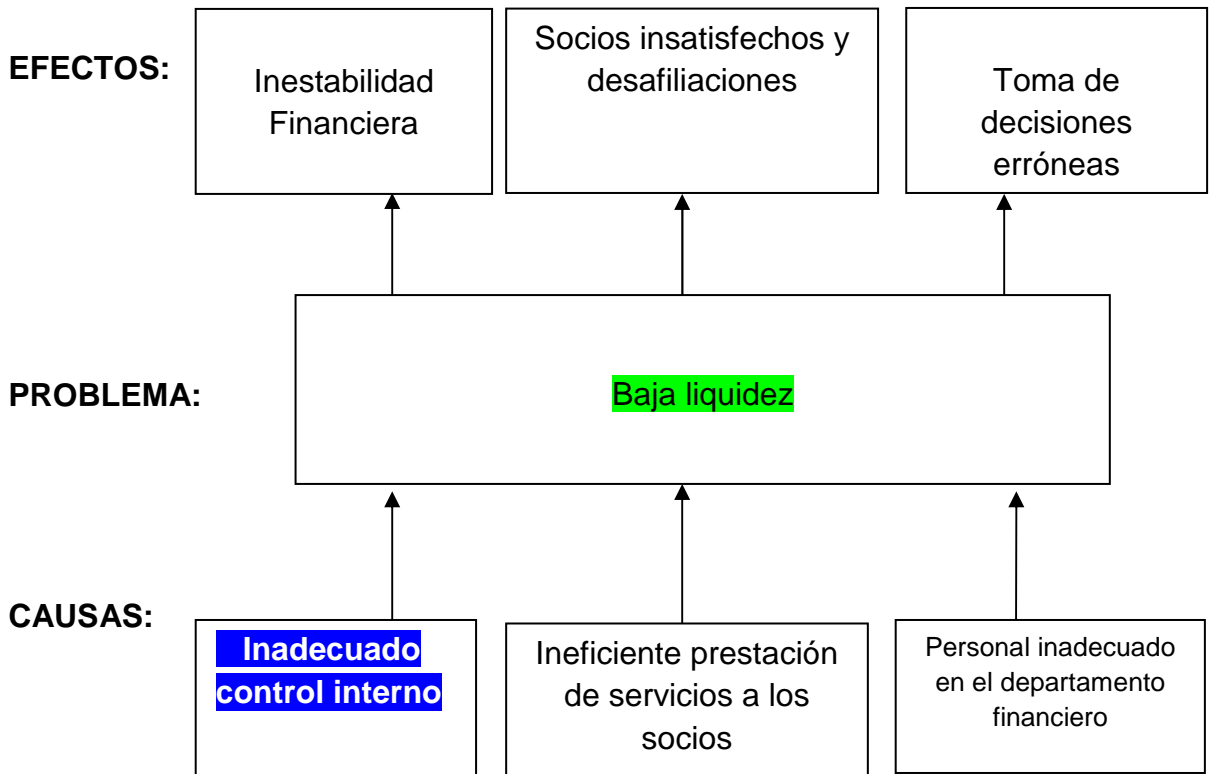 EFECTOS:
Inestabilidad
Financiera
Socios insatisfechos y
desafiliaciones
Toma de
decisiones
erróneas
PROBLEMA:
Baja liquidez
CAUSAS:
Inadecuado
control interno
Ineficiente prestación
de servicios a los
socios
Personal inadecuado
en el departamento
financiero